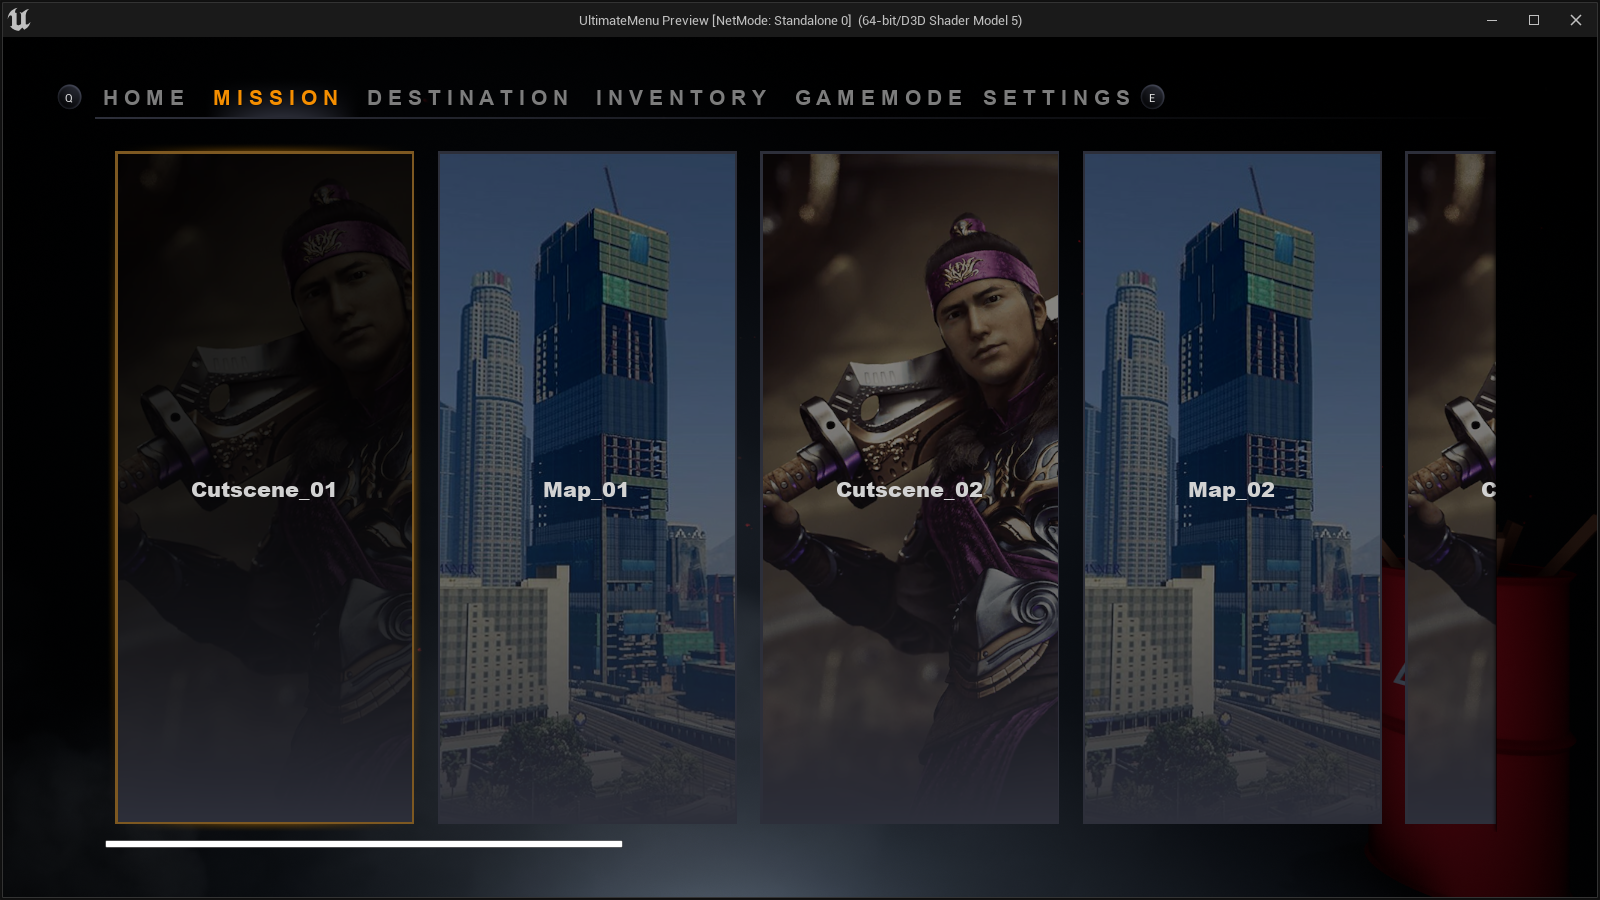 UltimateMenu Preview [NetMode: Standalone 0] (64-bit/D3D Shader Model 5)
Q HOME MISSION DESTINATION INVENTORY GAMEMODE SETTINGS E
Cutscene_01 Map_01 Cutscene_02 Map_02 C